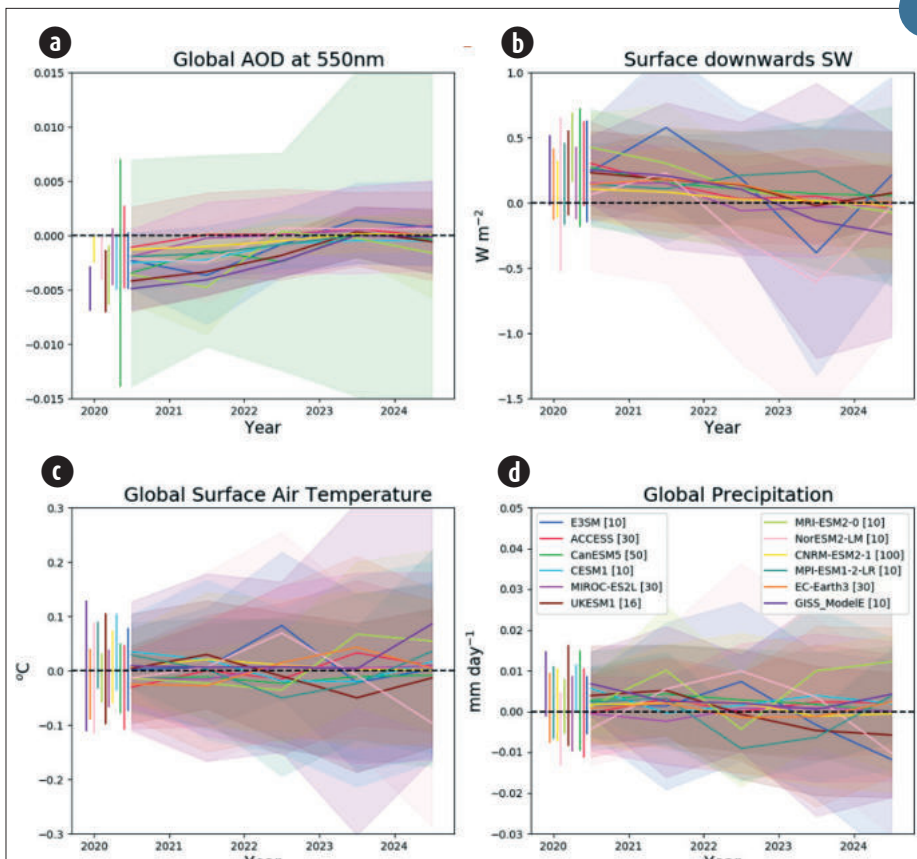 a
Global AOD at 550nm
0.015
0.010
0.005
0.000
−0.005
−0.010
−0.015
2020 2021 2022 2023 2024
Year
b
Surface downwards SW
1.0
0.5
0.0
−0.5
−1.0
−1.5
W m−2
2020 2021 2022 2023 2024
Year
c
Global Surface Air Temperature
0.3
0.2
0.1
0.0
−0.1
−0.2
−0.3
°C
2020 2021 2022 2023 2024
Year
d
Global Precipitation
0.05
0.04
0.03
0.02
0.01
0.00
−0.01
−0.02
−0.03
mm day−1
E3SM [10]
ACCESS [30]
CanESM5 [50]
CESM1 [10]
MIROC-ES2L [30]
UKESM1 [16]
MRI-ESM2-0 [10]
NorESM2-LM [10]
CNRM-ESM2-1 [100]
MPI-ESM1-2-LR [10]
EC-Earth3 [30]
GISS_ModelE [10]
2020 2021 2022 2023 2024
Year